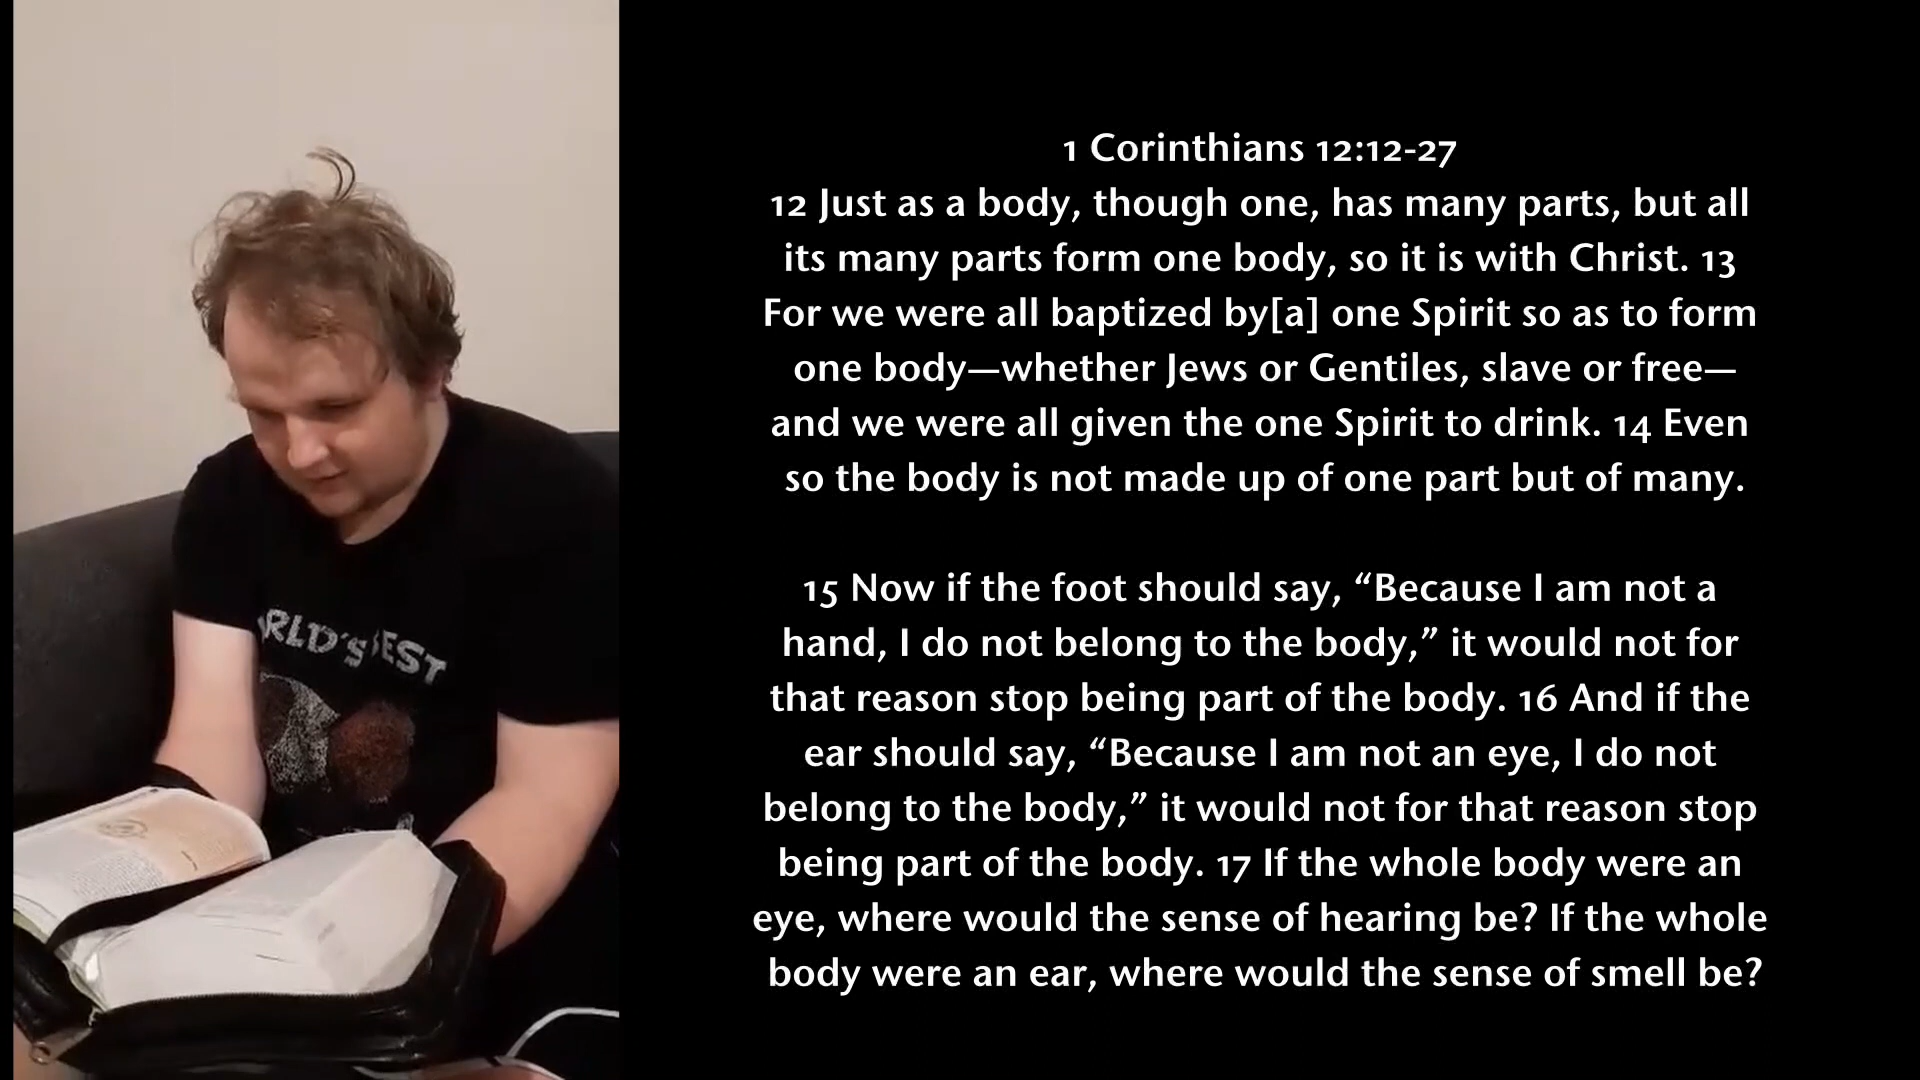 1 Corinthians 12:12-27
12 Just as a body, though one, has many parts, but all
its many parts form one body, so it is with Christ. 13
For we were all baptized by[a] one Spirit so as to form
one body—whether Jews or Gentiles, slave or free—
and we were all given the one Spirit to drink. 14 Even
so the body is not made up of one part but of many.
15 Now if the foot should say, “Because I am not a
hand, I do not belong to the body,” it would not for
that reason stop being part of the body. 16 And if the
ear should say, “Because I am not an eye, I do not
belong to the body,” it would not for that reason stop
being part of the body. 17 If the whole body were an
eye, where would the sense of hearing be? If the whole
body were an ear, where would the sense of smell be?
RLD'S BEST